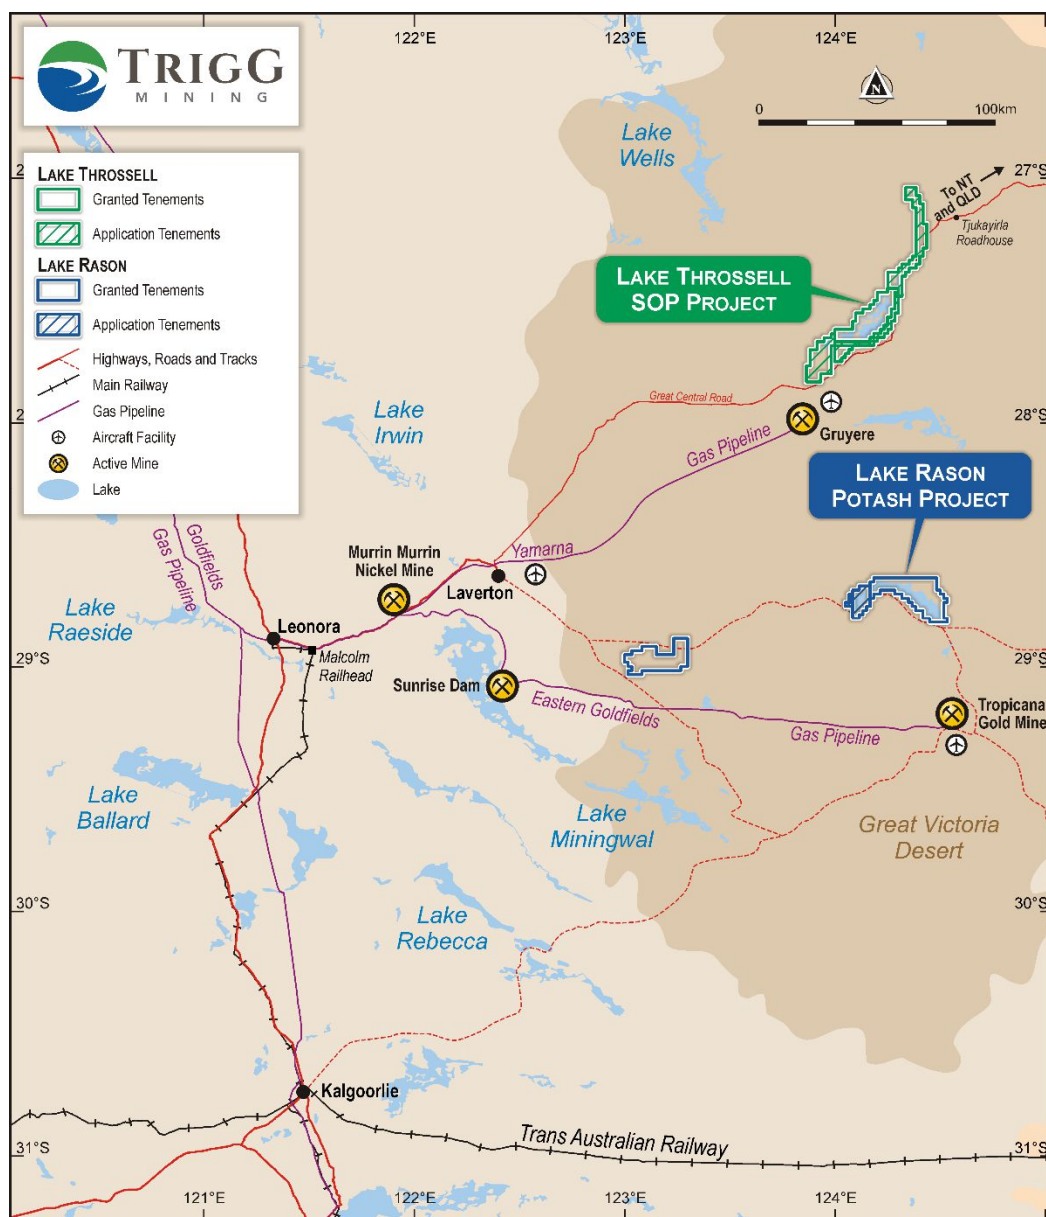 122°E
123°E
124°E
TRIGG
MINING
0
100km
N
Lake
Wells
27°S
To NT
and QLD
Tjukayirla
Roadhouse
LAKE THROSSELL
Granted Tenements
Application Tenements
LAKE RASON
Granted Tenements
Application Tenements
Highways, Roads and Tracks
Main Railway
Gas Pipeline
Aircraft Facility
Active Mine
Lake
LAKE THROSSELL
SOP PROJECT
Great Central Road
Lake
Irwin
28°S
Gruyere
Gas Pipeline
LAKE RASON
POTASH PROJECT
Goldfields
Gas Pipeline
Murrin Murrin
Nickel Mine
Yamarna
Laverton
Lake
Raeside
Leonora
Malcolm
Railhead
29°S
29°S
Sunrise Dam
Eastern Goldfields
Gas Pipeline
Tropicana
Gold Mine
Lake
Ballard
Lake
Miningwal
Great Victoria
Desert
30°S
30°S
Lake
Rebecca
Kalgoorlie
Trans Australian Railway
31°S
31°S
121°E
122°E
123°E
124°E